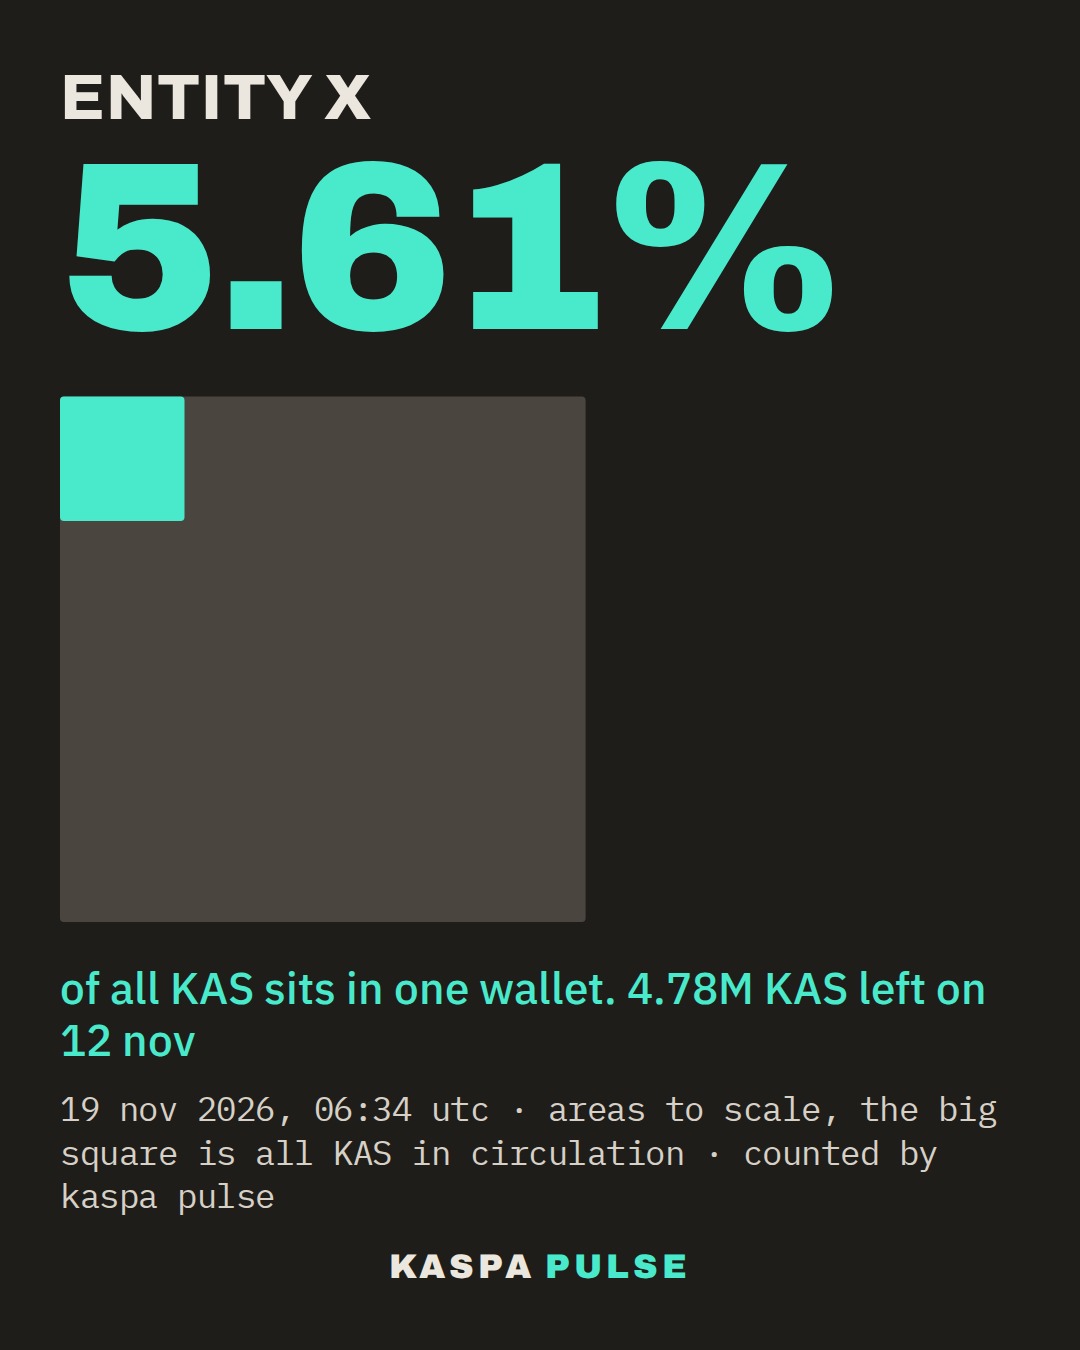 ENTITY X
5.61%
of all KAS sits in one wallet. 4.78M KAS left on
12 nov
19 nov 2026, 06:34 utc · areas to scale, the big
square is all KAS in circulation · counted by
kaspa pulse
KASPA PULSE